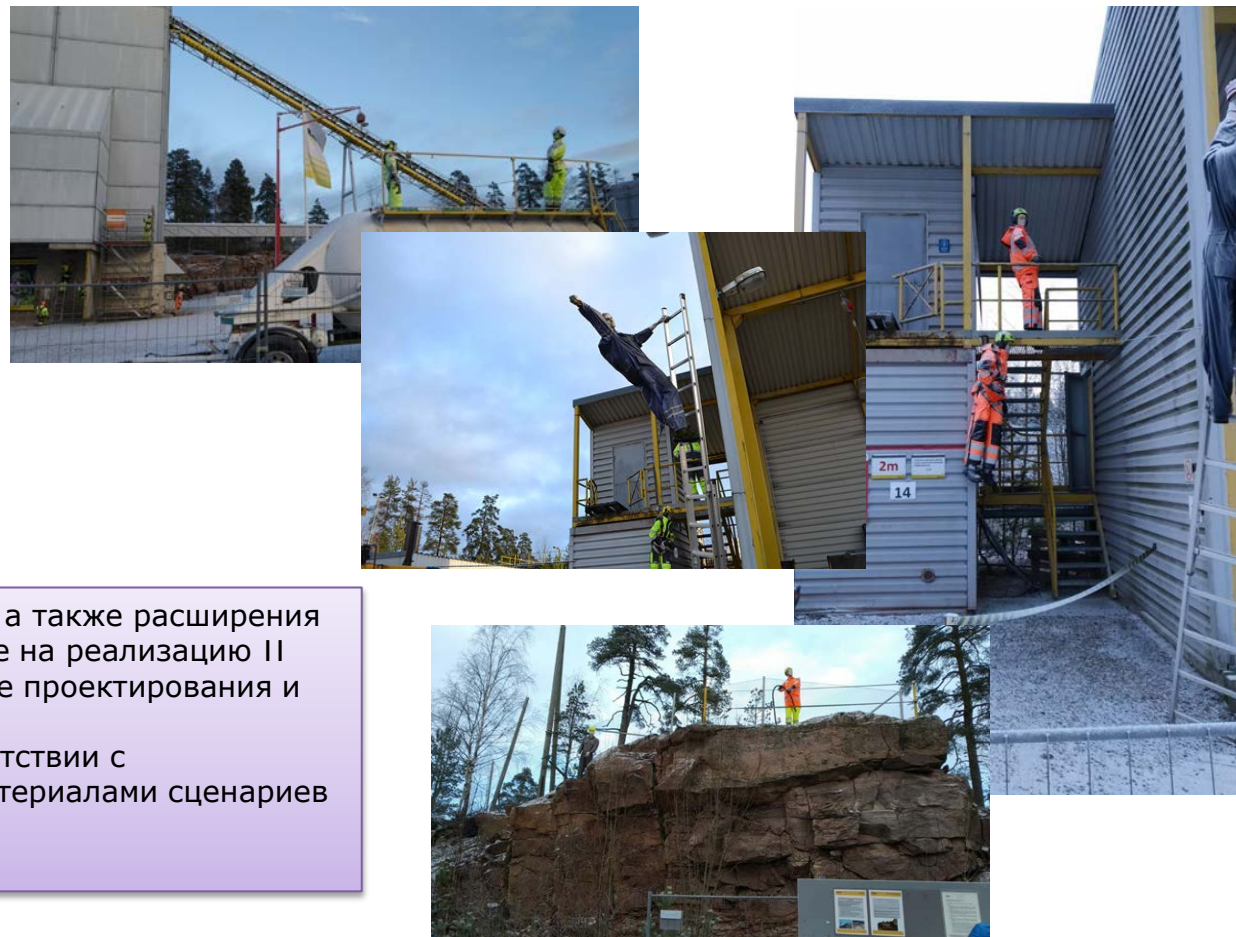 2m
14
а также расширения
е на реализацию II
е проектирования и
тствии с
териалами сценариев